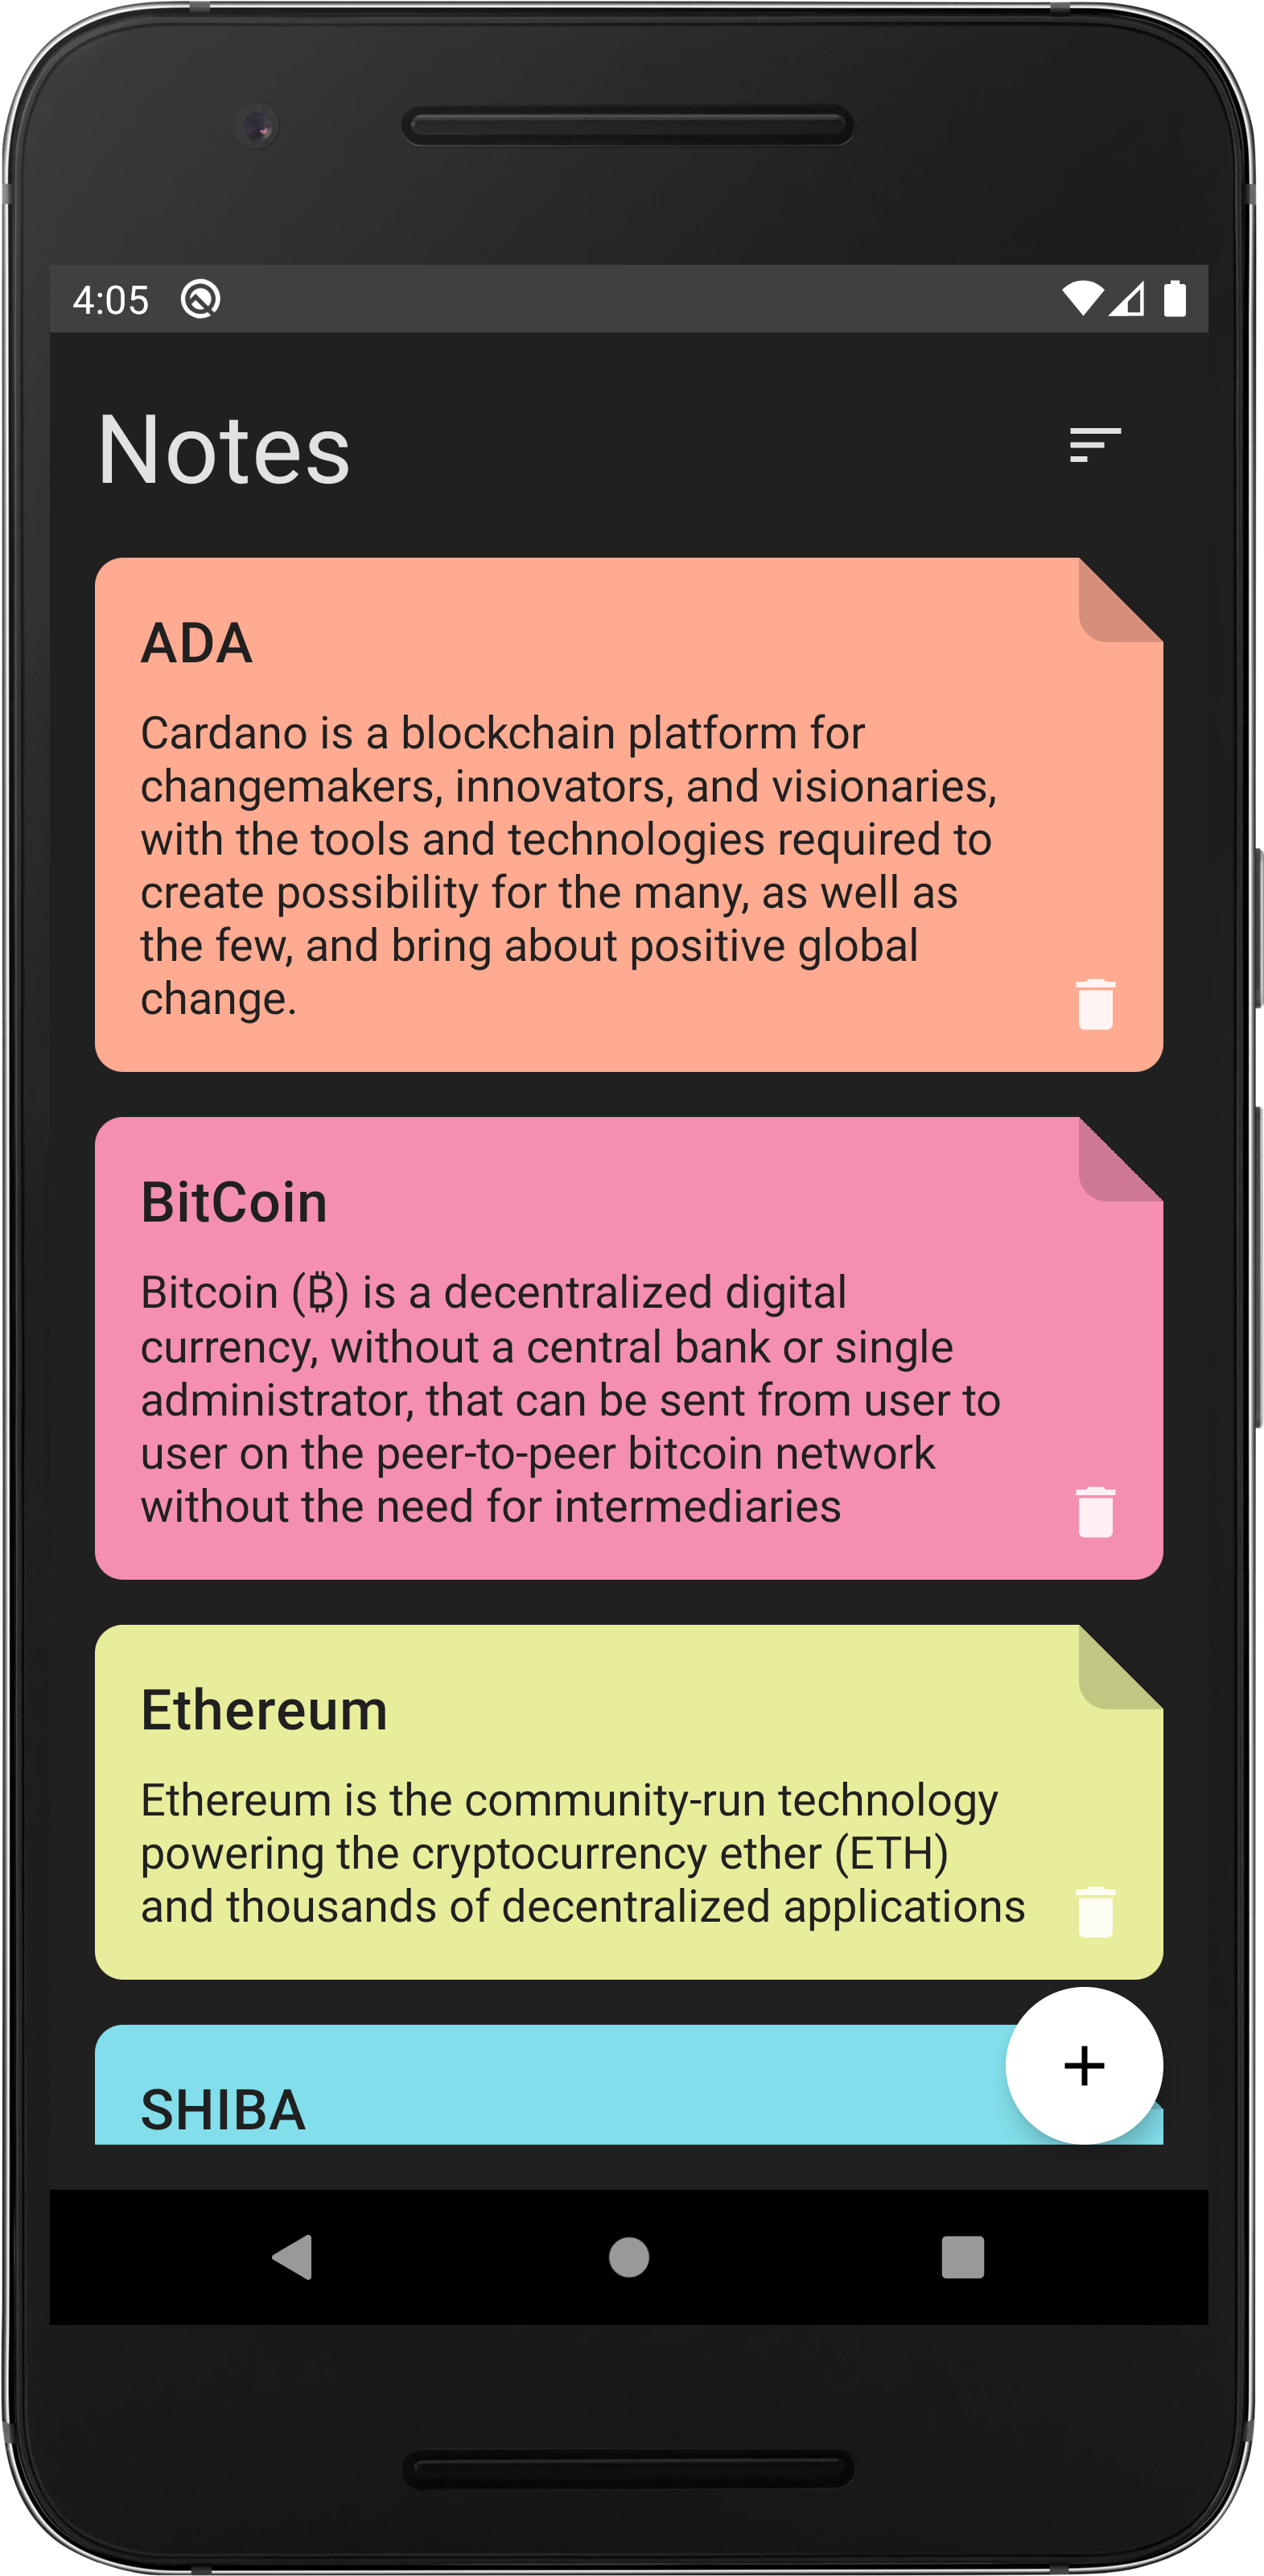 4:05
Notes
ADA
Cardano is a blockchain platform for
changemakers, innovators, and visionaries,
with the tools and technologies required to
create possibility for the many, as well as
the few, and bring about positive global
change.
BitCoin
Bitcoin (₿) is a decentralized digital
currency, without a central bank or single
administrator, that can be sent from user to
user on the peer-to-peer bitcoin network
without the need for intermediaries
Ethereum
Ethereum is the community-run technology
powering the cryptocurrency ether (ETH)
and thousands of decentralized applications
SHIBA